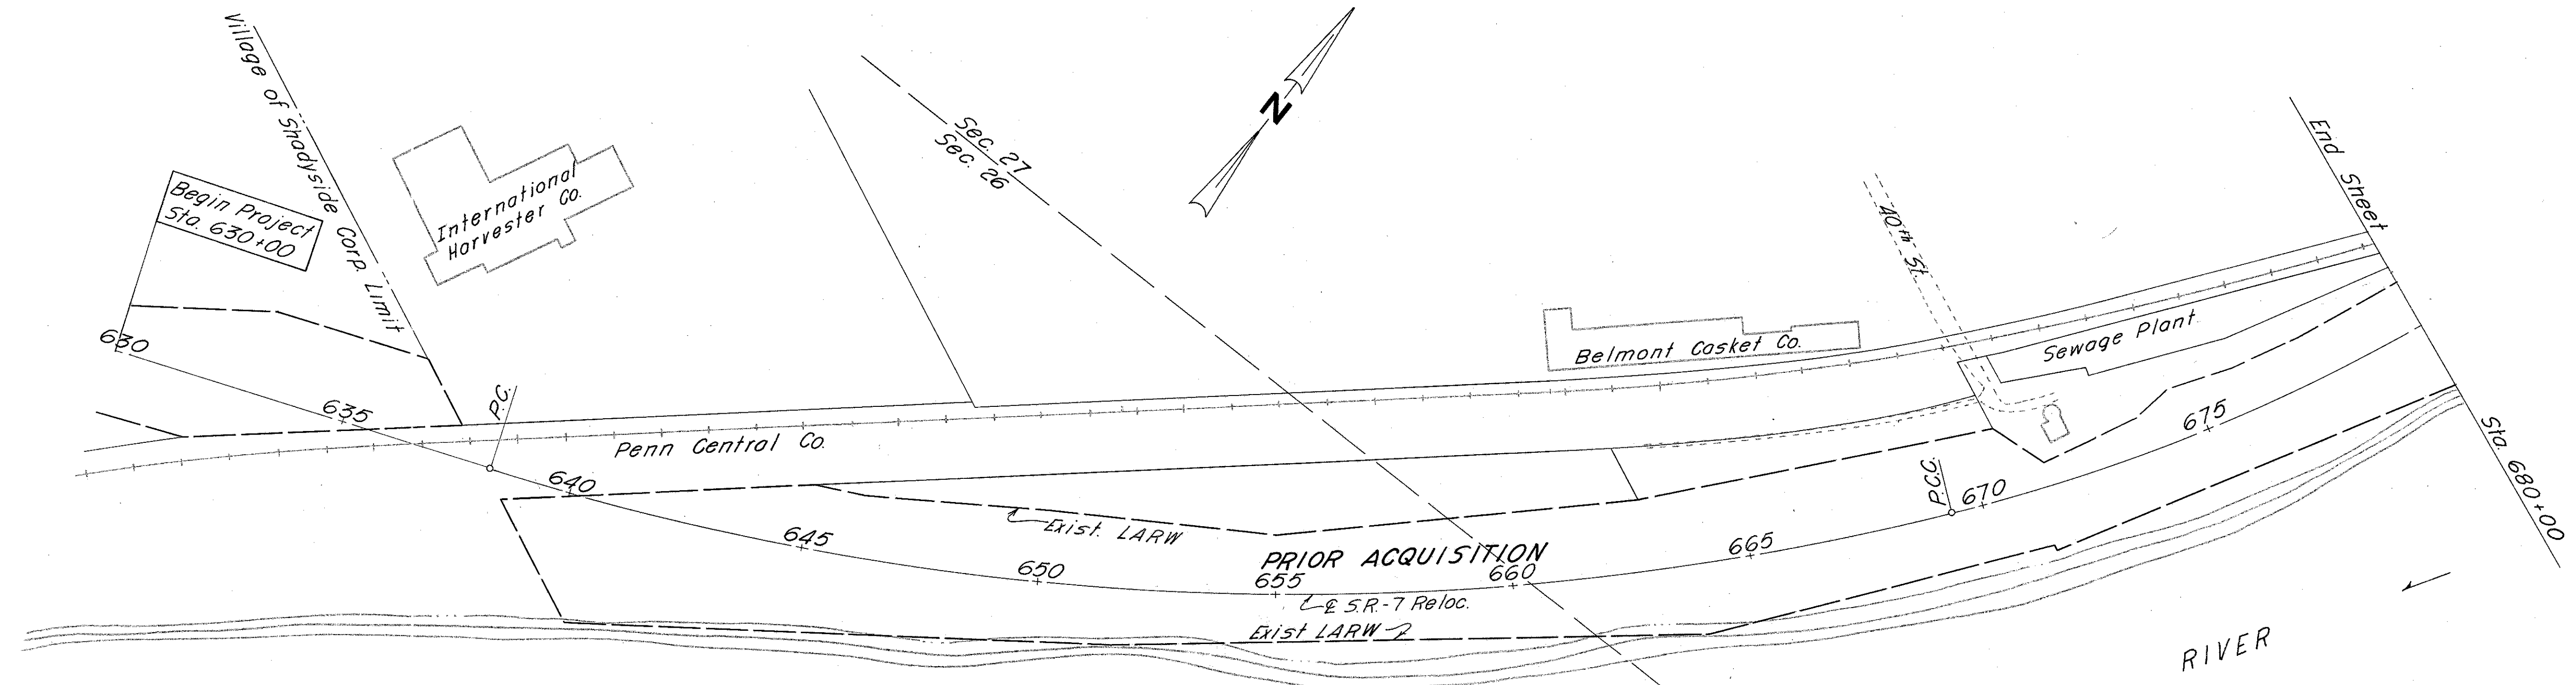 Village of Shadyside Corp. Limit
Begin Project
Sta. 630+00
International
Harvester Co.
Sec. 27
Sec. 26
N
40th St.
End Sheet
Sta. 680+00
Belmont Casket Co.
Sewage Plant
630
635
P.C.
Penn Central Co.
640
645
650
655
660
665
670
675
P.C.C.
Exist. LARW
PRIOR ACQUISITION
℄ S.R.-7 Reloc.
Exist LARW
RIVER